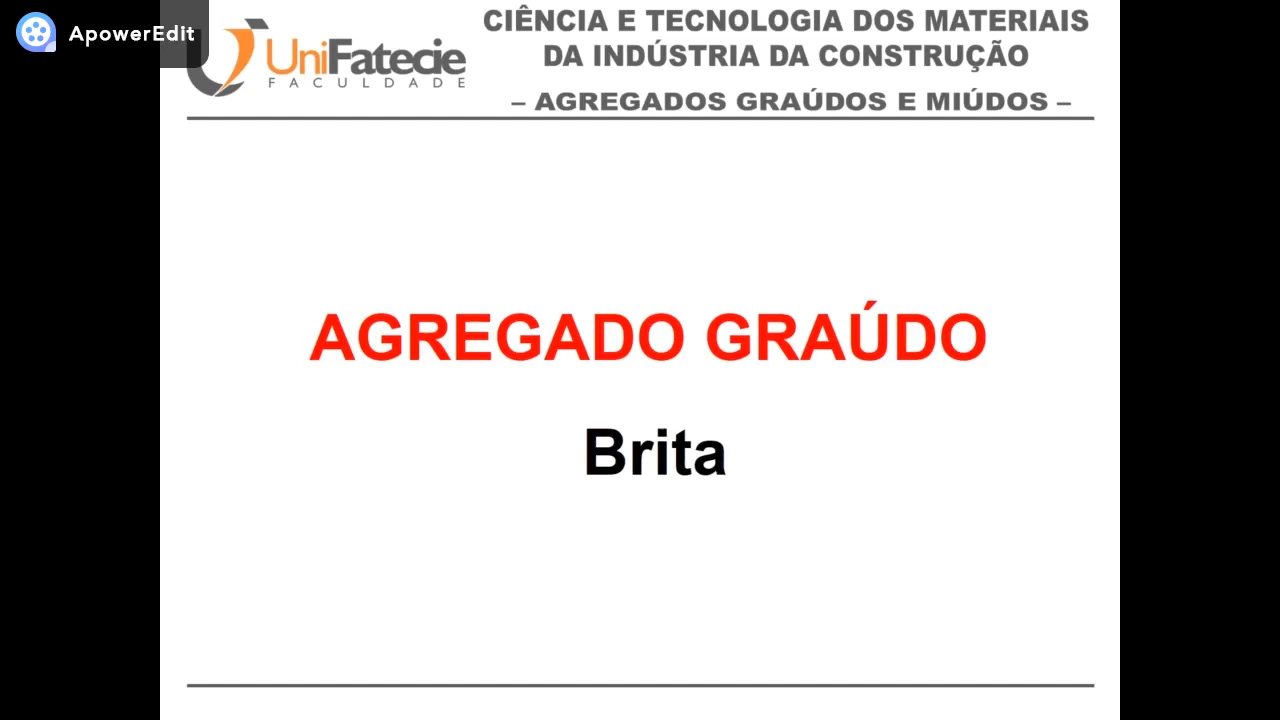 ApowerEdit
UniFatecie
FACULDADE
CIÊNCIA E TECNOLOGIA DOS MATERIAIS
DA INDÚSTRIA DA CONSTRUÇÃO
– AGREGADOS GRAÚDOS E MIÚDOS –
AGREGADO GRAÚDO
Brita